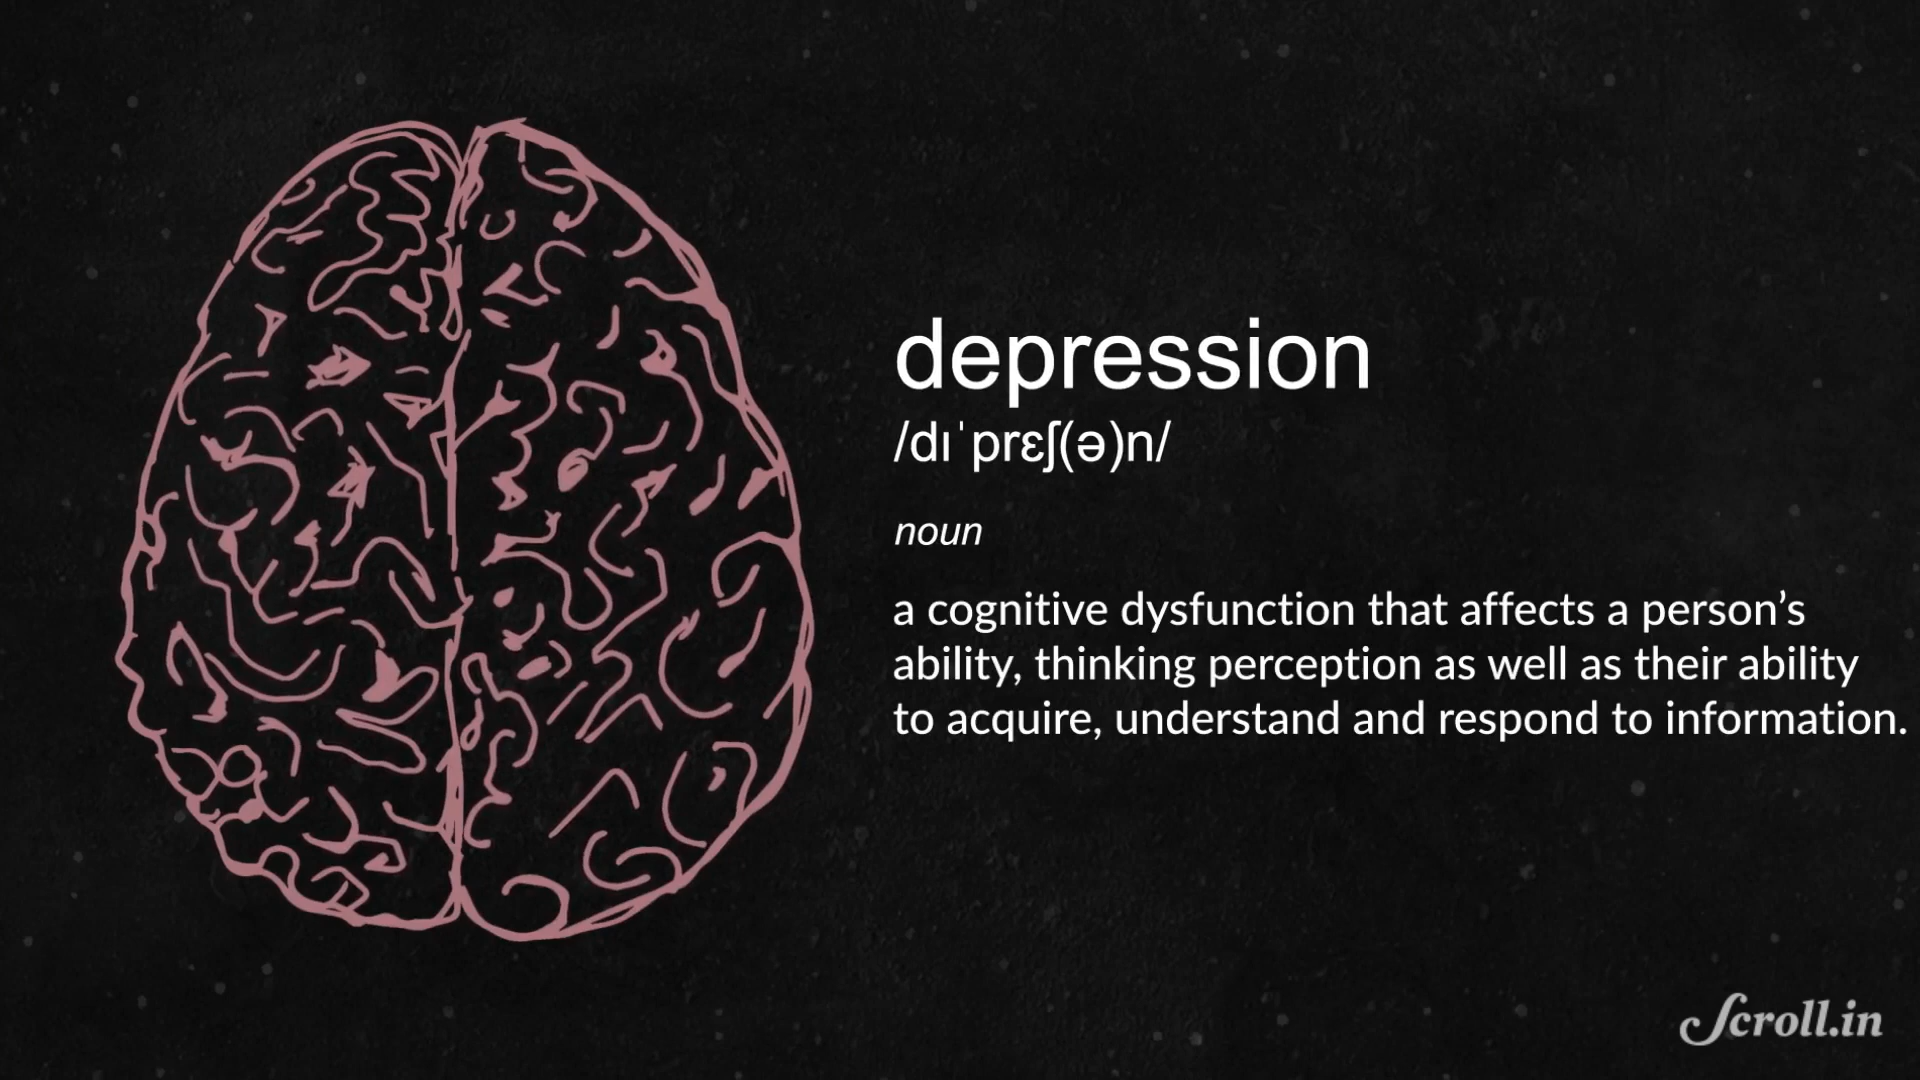 depression
/dɪˈprɛʃ(ə)n/
noun
a cognitive dysfunction that affects a person’s
ability, thinking perception as well as their ability
to acquire, understand and respond to information.
Scroll.in